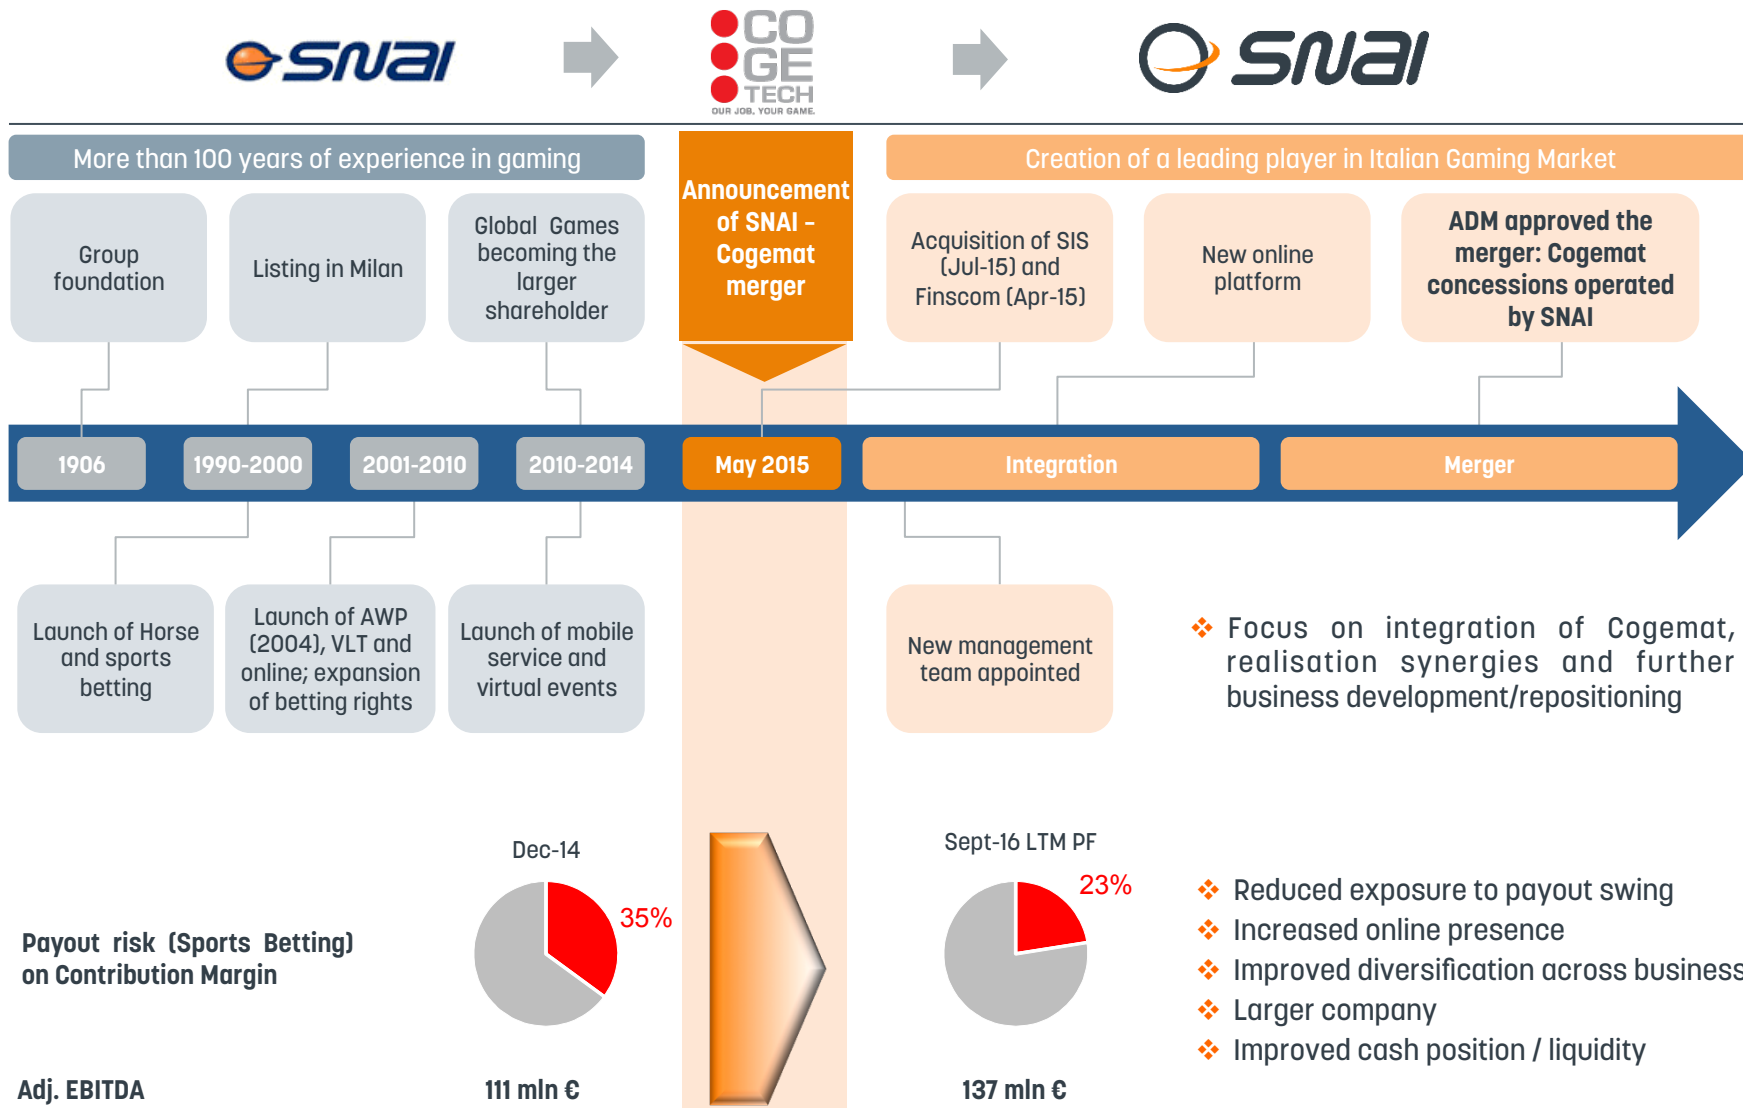 SNAI
COGETECH
OUR JOB, YOUR GAME.
SNAI
More than 100 years of experience in gaming
Creation of a leading player in Italian Gaming Market
Group
foundation
Listing in Milan
Global Games
becoming the
larger
shareholder
Announcement
of SNAI –
Cogemat
merger
Acquisition of SIS
(Jul-15) and
Finscom (Apr-15)
New online
platform
ADM approved the
merger: Cogemat
concessions operated
by SNAI
1906
1990-2000
2001-2010
2010-2014
May 2015
Integration
Merger
Launch of Horse
and sports
betting
Launch of AWP
(2004), VLT and
online; expansion
of betting rights
Launch of mobile
service and
virtual events
New management
team appointed
❖ Focus on integration of Cogemat,
realisation synergies and further
business development/repositioning
Payout risk (Sports Betting)
on Contribution Margin
Dec-14
35%
Sept-16 LTM PF
23%
❖ Reduced exposure to payout swing
❖ Increased online presence
❖ Improved diversification across business
❖ Larger company
❖ Improved cash position / liquidity
Adj. EBITDA
111 mln €
137 mln €